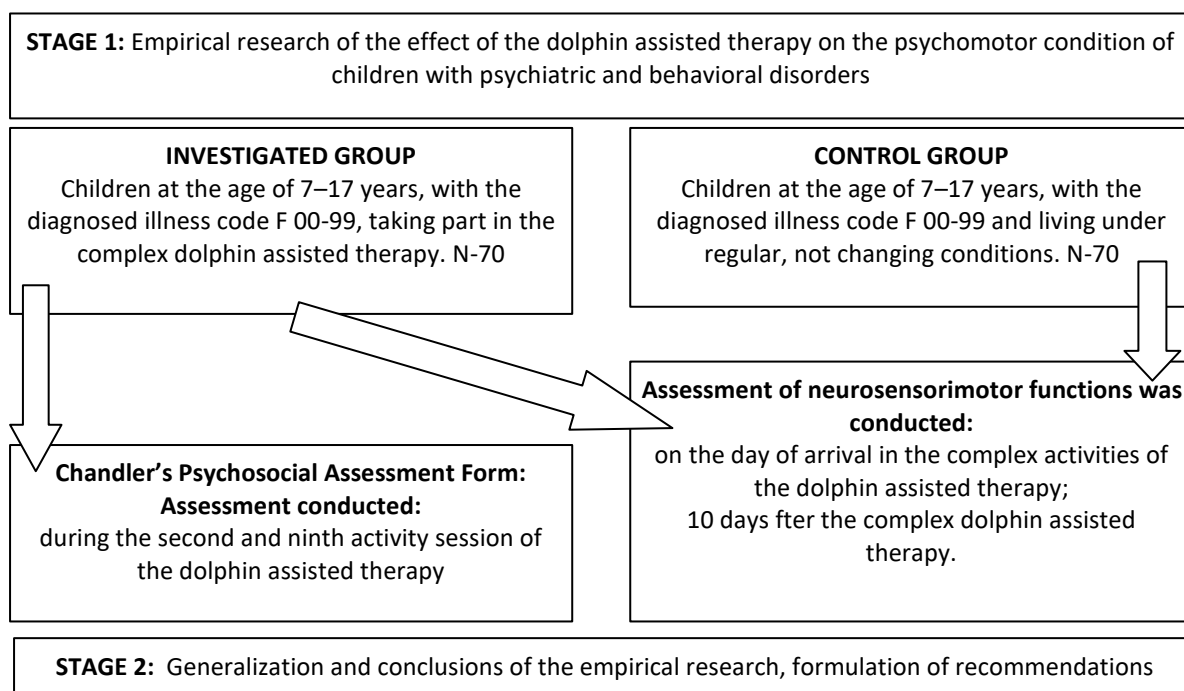 STAGE 1: Empirical research of the effect of the dolphin assisted therapy on the psychomotor condition of
children with psychiatric and behavioral disorders
INVESTIGATED GROUP
Children at the age of 7–17 years, with the
diagnosed illness code F 00-99, taking part in the
complex dolphin assisted therapy. N-70
CONTROL GROUP
Children at the age of 7–17 years, with the
diagnosed illness code F 00-99 and living under
regular, not changing conditions. N-70
Chandler’s Psychosocial Assessment Form:
Assessment conducted:
during the second and ninth activity session of
the dolphin assisted therapy
Assessment of neurosensorimotor functions was
conducted:
on the day of arrival in the complex activities of
the dolphin assisted therapy;
10 days fter the complex dolphin assisted
therapy.
STAGE 2: Generalization and conclusions of the empirical research, formulation of recommendations